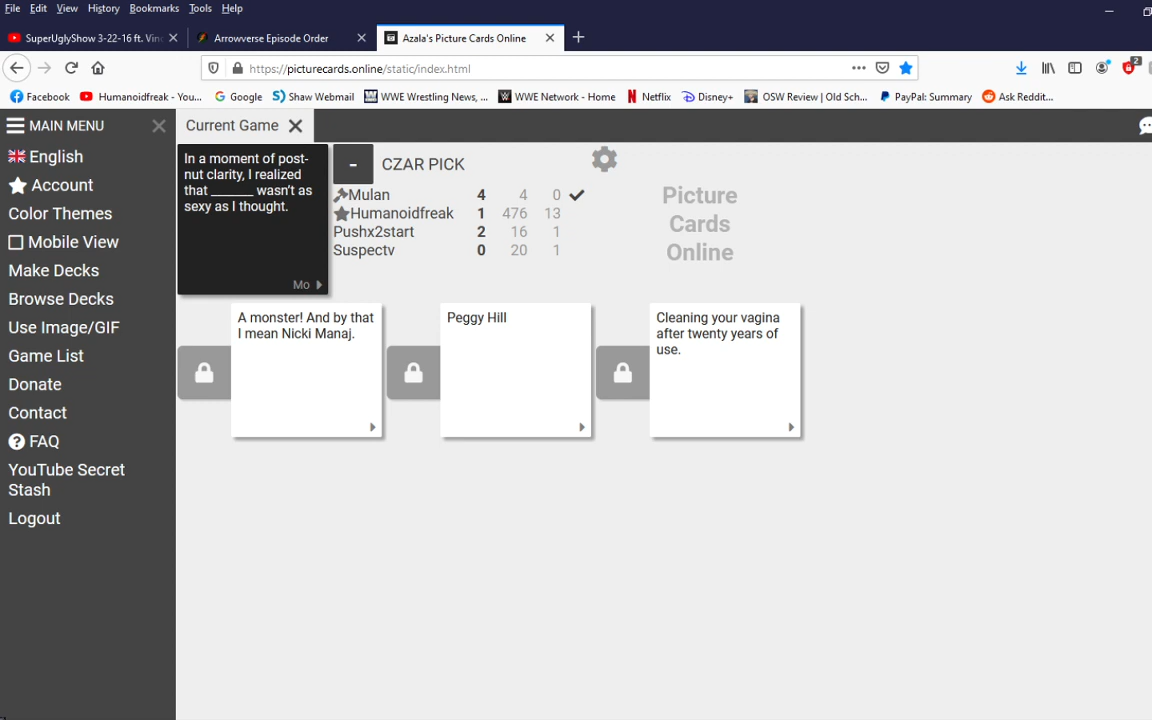 File Edit View History Bookmarks Tools Help
SuperUglyShow 3-22-16 ft. Vin
Arrowverse Episode Order
Azala's Picture Cards Online
https://picturecards.online/static/index.html
2
Facebook
Humanoidfreak - You...
Google
Shaw Webmail
WWE Wrestling News, ...
WWE Network - Home
Netflix
Disney+
OSW Review | Old Sch...
PayPal: Summary
Ask Reddit...
MAIN MENU
English
Account
Color Themes
Mobile View
Make Decks
Browse Decks
Use Image/GIF
Game List
Donate
Contact
FAQ
YouTube Secret
Stash
Logout
Current Game
In a moment of post-
nut clarity, I realized
that ______ wasn't as
sexy as I thought.
Mo
-
CZAR PICK
Mulan 4 4 0
Humanoidfreak 1 476 13
Pushx2start 2 16 1
Suspectv 0 20 1
Picture
Cards
Online
A monster! And by that
I mean Nicki Manaj.
Peggy Hill
Cleaning your vagina
after twenty years of
use.